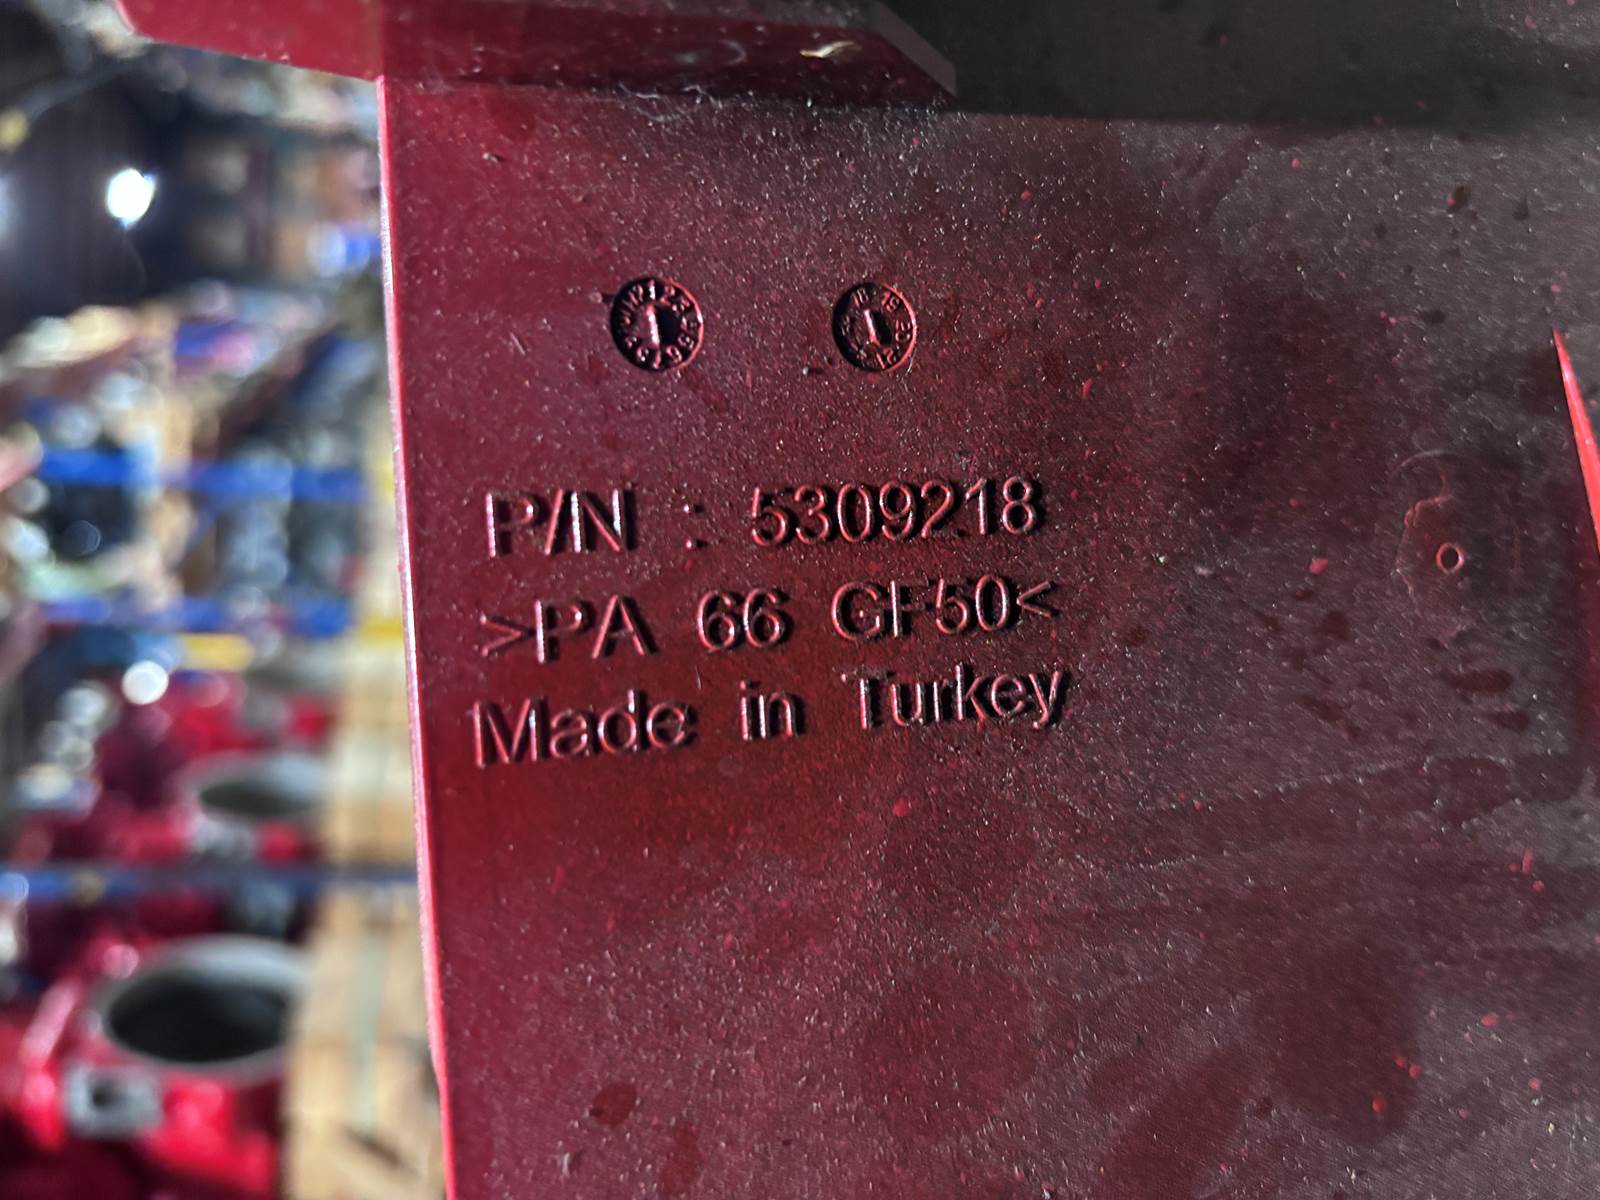 P/N : 5309218
>PA 66 GF50<
Made in Turkey